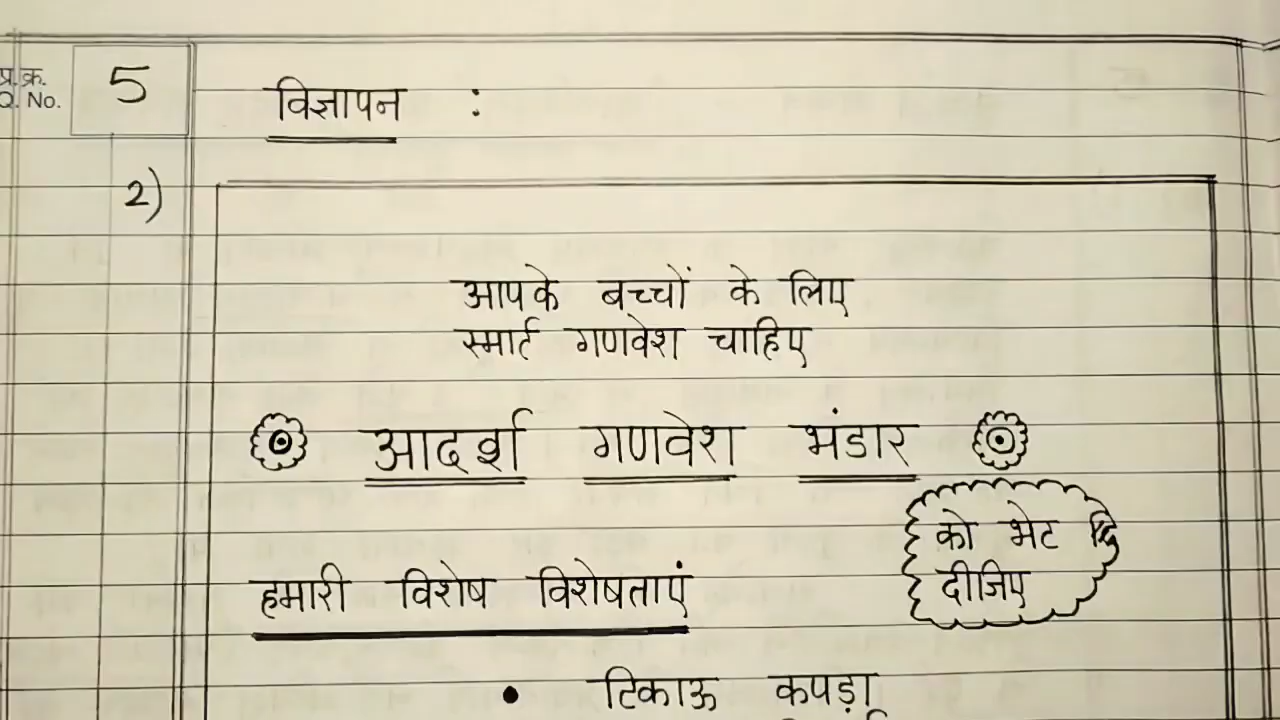 प्र.क्र.
Q. No.
5
विज्ञापन :
2)
आपके बच्चों के लिए
स्मार्ट गणवेश चाहिए
आदर्श गणवेश भंडार
को भेट
दीजिए
हमारी विशेष विशेषताएं
• टिकाऊ कपड़ा